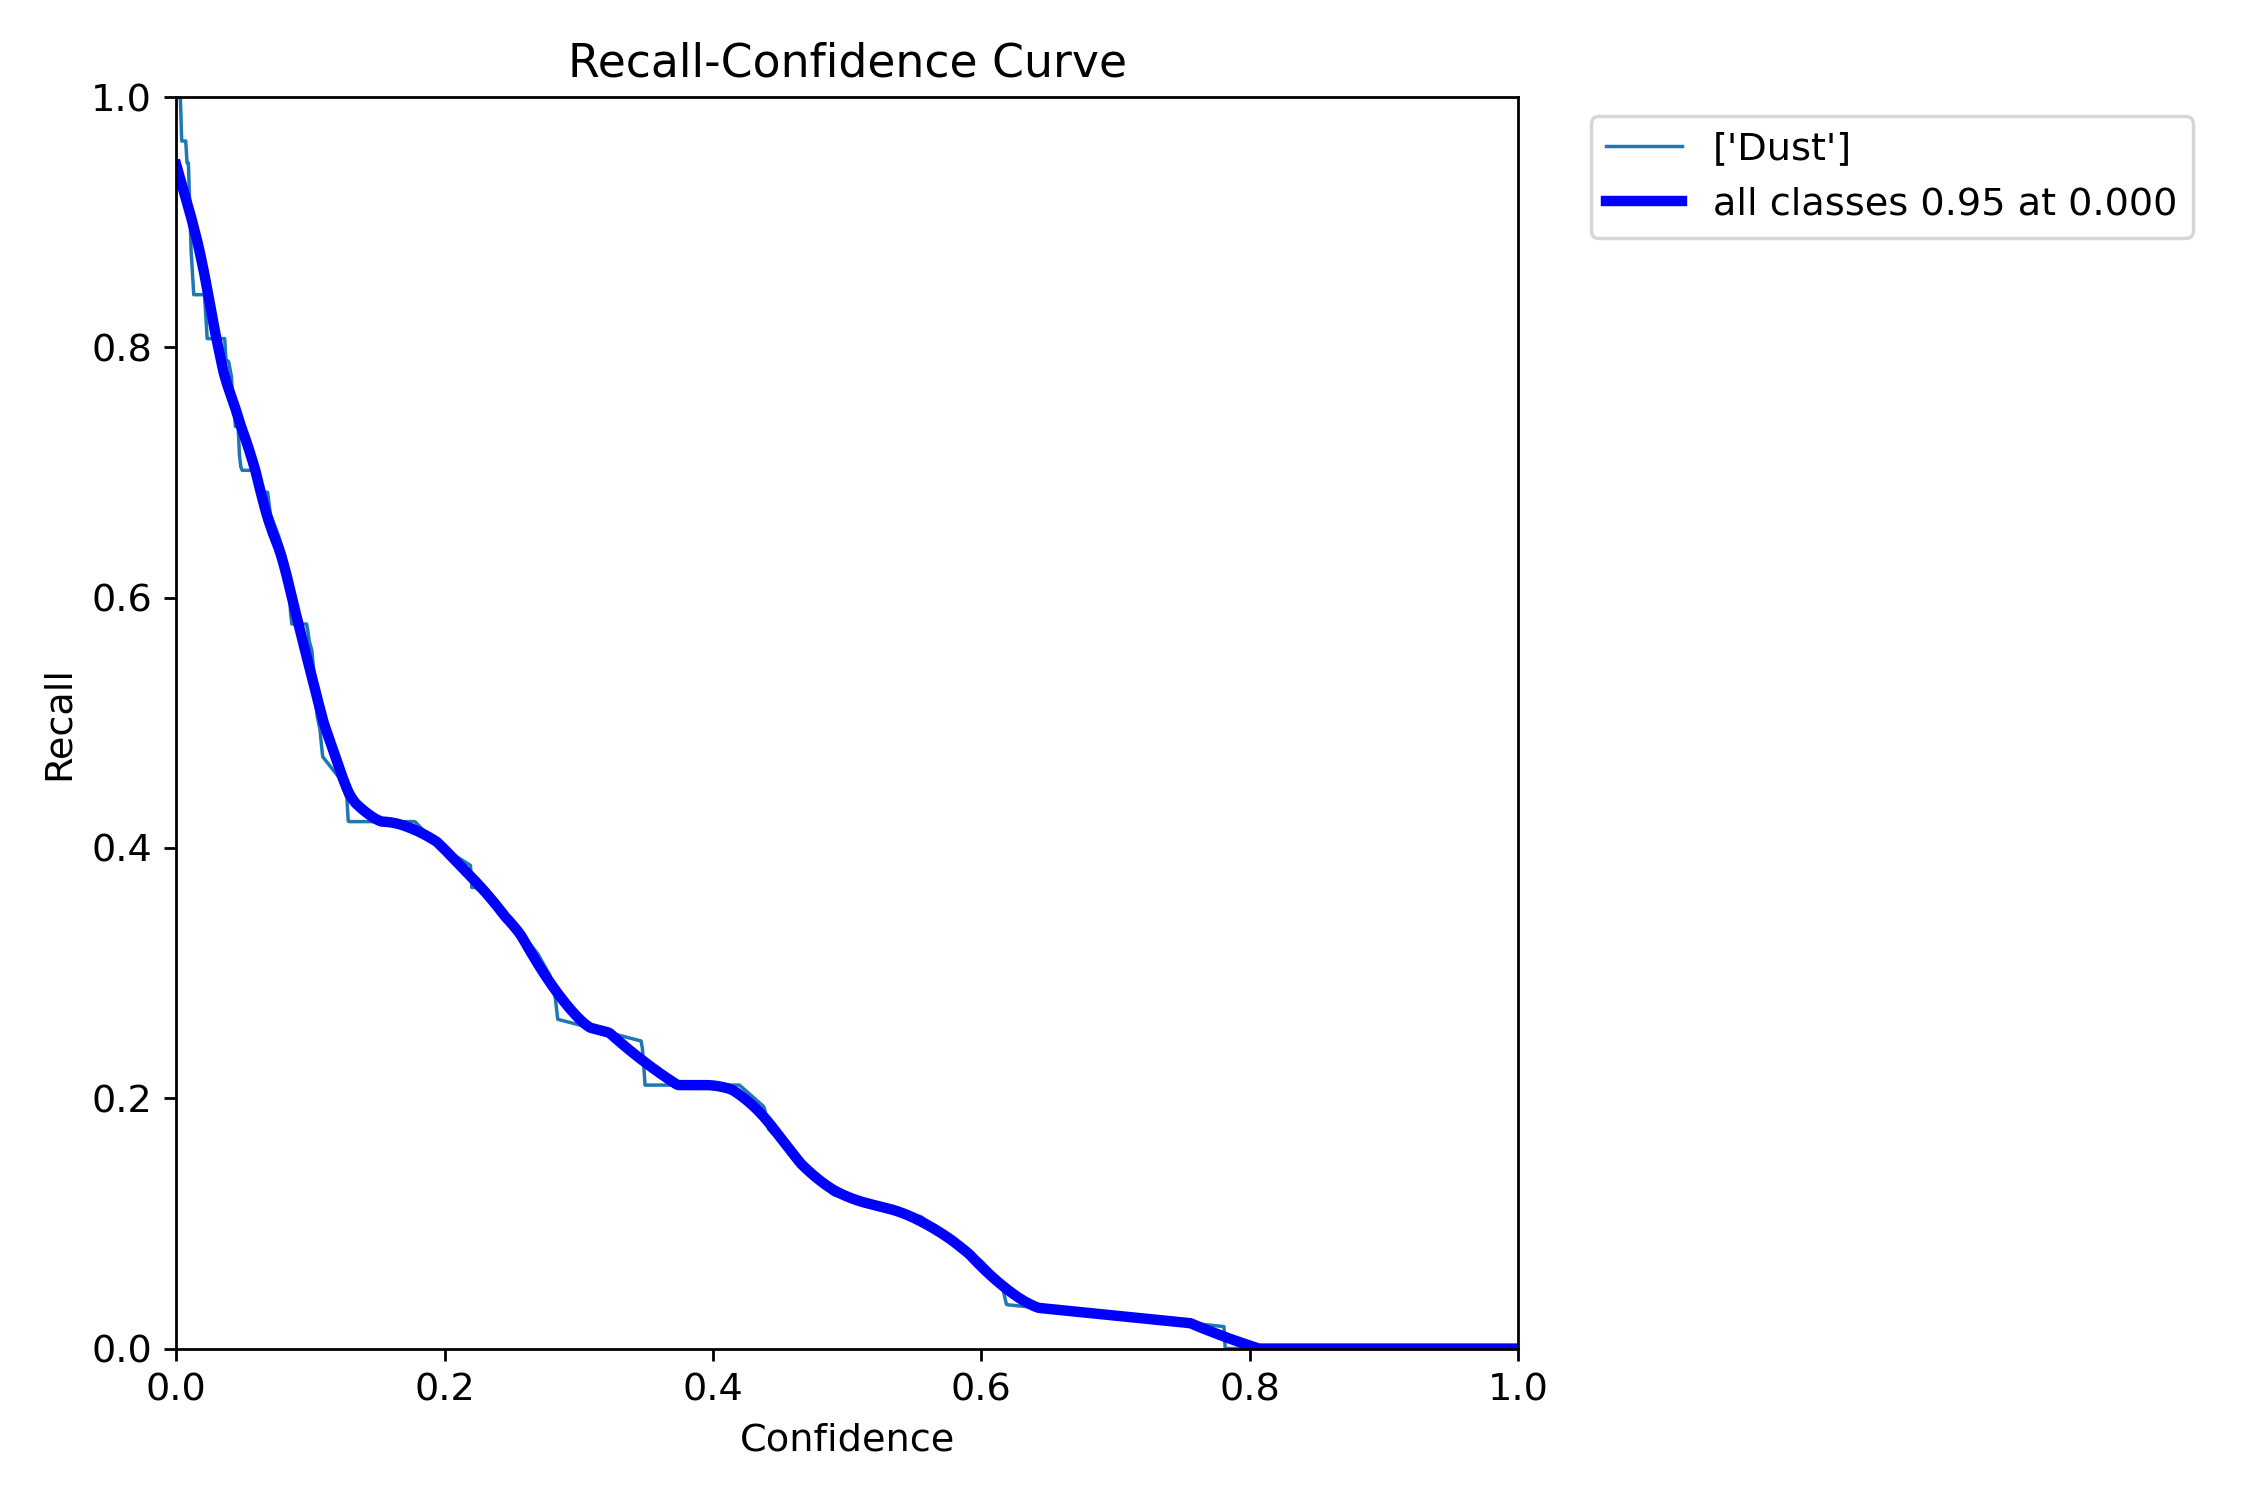 Recall-Confidence Curve
1.0
0.8
0.6
0.4
0.2
0.0
Recall
0.0 0.2 0.4 0.6 0.8 1.0
Confidence
['Dust']
all classes 0.95 at 0.000